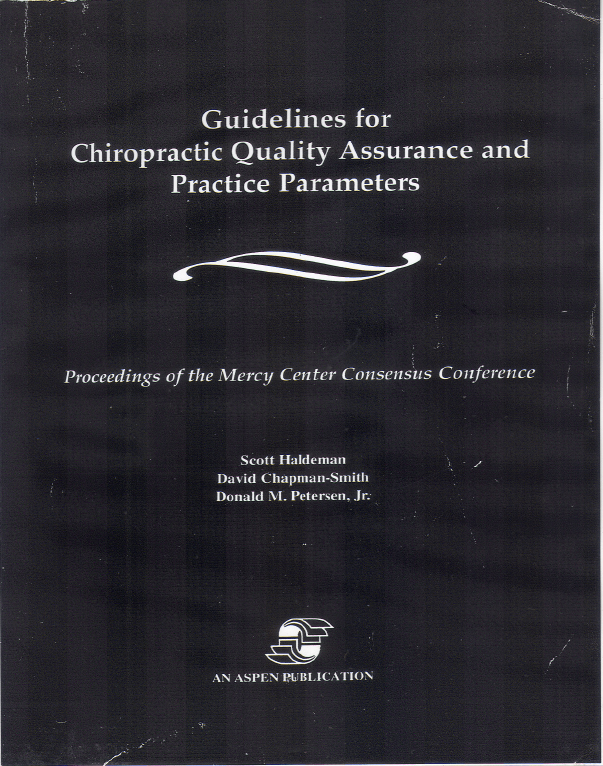 Guidelines for
Chiropractic Quality Assurance and
Practice Parameters
Proceedings of the Mercy Center Consensus Conference
Scott Haldeman
David Chapman-Smith
Donald M. Petersen, Jr.
AN ASPEN PUBLICATION